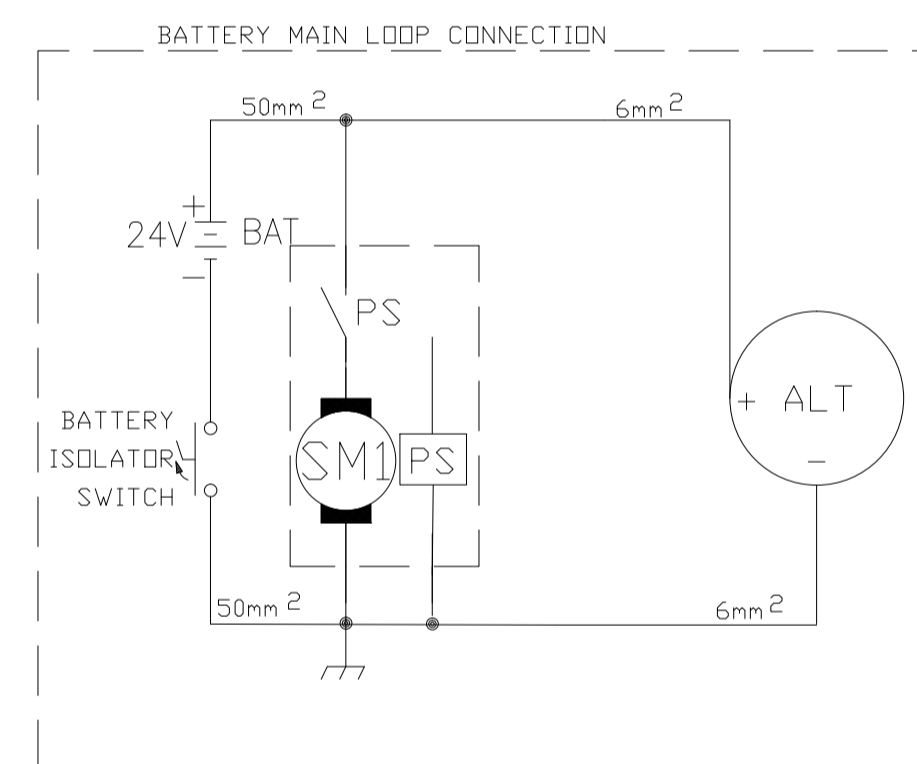 BATTERY MAIN LOOP CONNECTION
50mm 2
6mm 2
+
24V
BAT
−
PS
BATTERY
ISOLATOR
SWITCH
SM1
PS
+ ALT
−
50mm 2
6mm 2